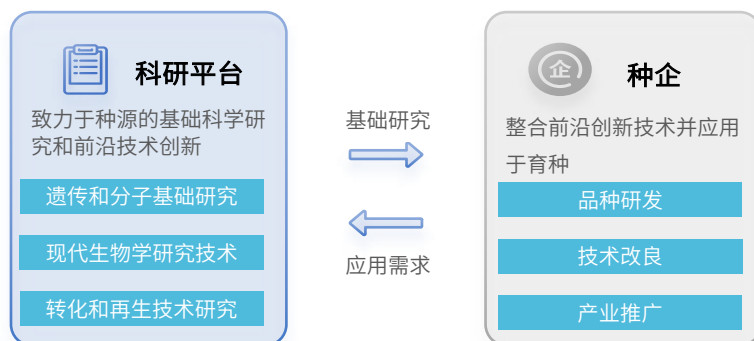 科研平台
致力于种源的基础科学研
究和前沿技术创新
遗传和分子基础研究
现代生物学研究技术
转化和再生技术研究
基础研究
应用需求
企
种企
整合前沿创新技术并应用
于育种
品种研发
技术改良
产业推广